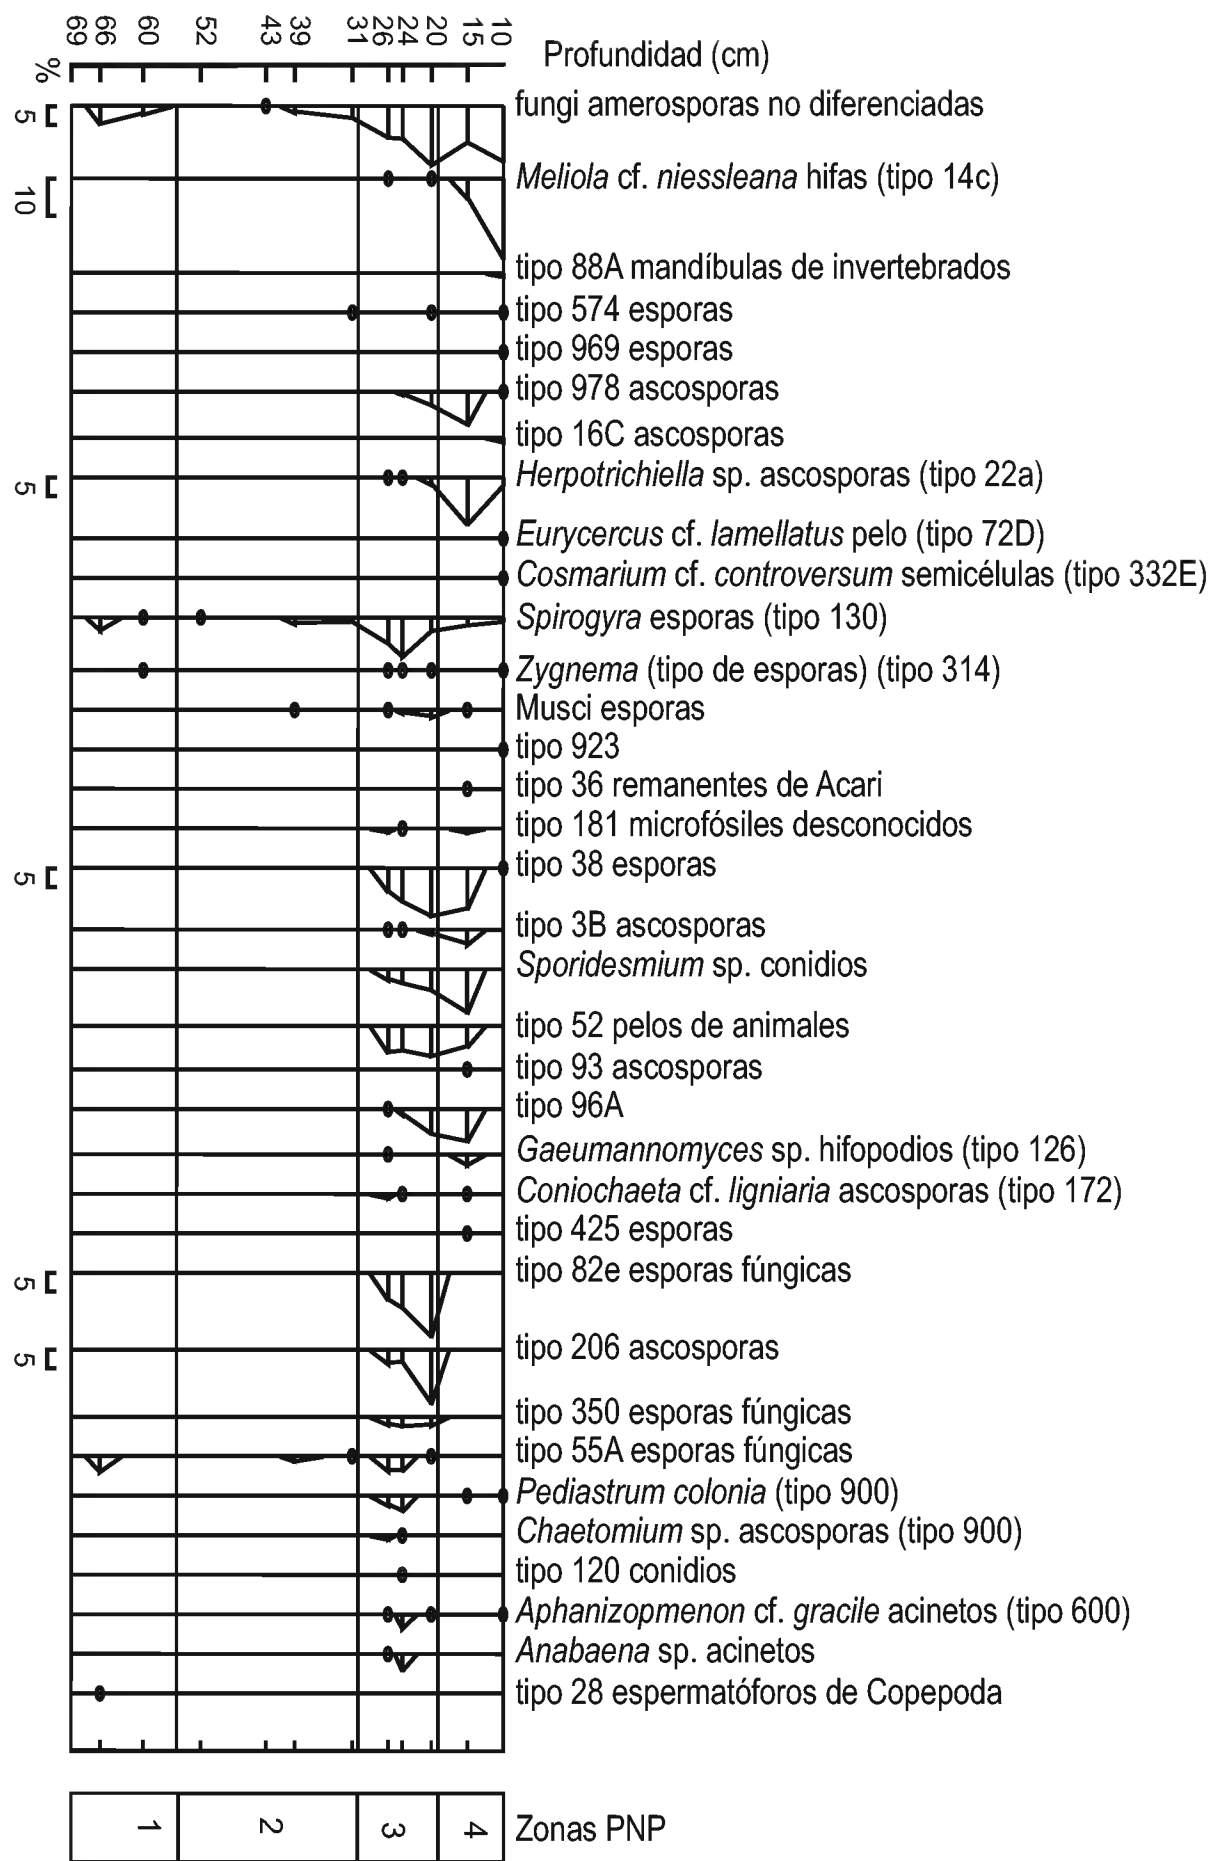 69 66 60 52 43 39 31 26 24 20 15 10
Profundidad (cm)
%
5
fungi amerosporas no diferenciadas
10
Meliola cf. niessleana hifas (tipo 14c)
tipo 88A mandíbulas de invertebrados
tipo 574 esporas
tipo 969 esporas
tipo 978 ascosporas
tipo 16C ascosporas
5
Herpotrichiella sp. ascosporas (tipo 22a)
Eurycercus cf. lamellatus pelo (tipo 72D)
Cosmarium cf. controversum semicélulas (tipo 332E)
Spirogyra esporas (tipo 130)
Zygnema (tipo de esporas) (tipo 314)
Musci esporas
tipo 923
tipo 36 remanentes de Acari
tipo 181 microfósiles desconocidos
5
tipo 38 esporas
tipo 3B ascosporas
Sporidesmium sp. conidios
tipo 52 pelos de animales
tipo 93 ascosporas
tipo 96A
Gaeumannomyces sp. hifopodios (tipo 126)
Coniochaeta cf. ligniaria ascosporas (tipo 172)
tipo 425 esporas
5
tipo 82e esporas fúngicas
5
tipo 206 ascosporas
tipo 350 esporas fúngicas
tipo 55A esporas fúngicas
Pediastrum colonia (tipo 900)
Chaetomium sp. ascosporas (tipo 900)
tipo 120 conidios
Aphanizopmenon cf. gracile acinetos (tipo 600)
Anabaena sp. acinetos
tipo 28 espermatóforos de Copepoda
1 2 3 4
Zonas PNP